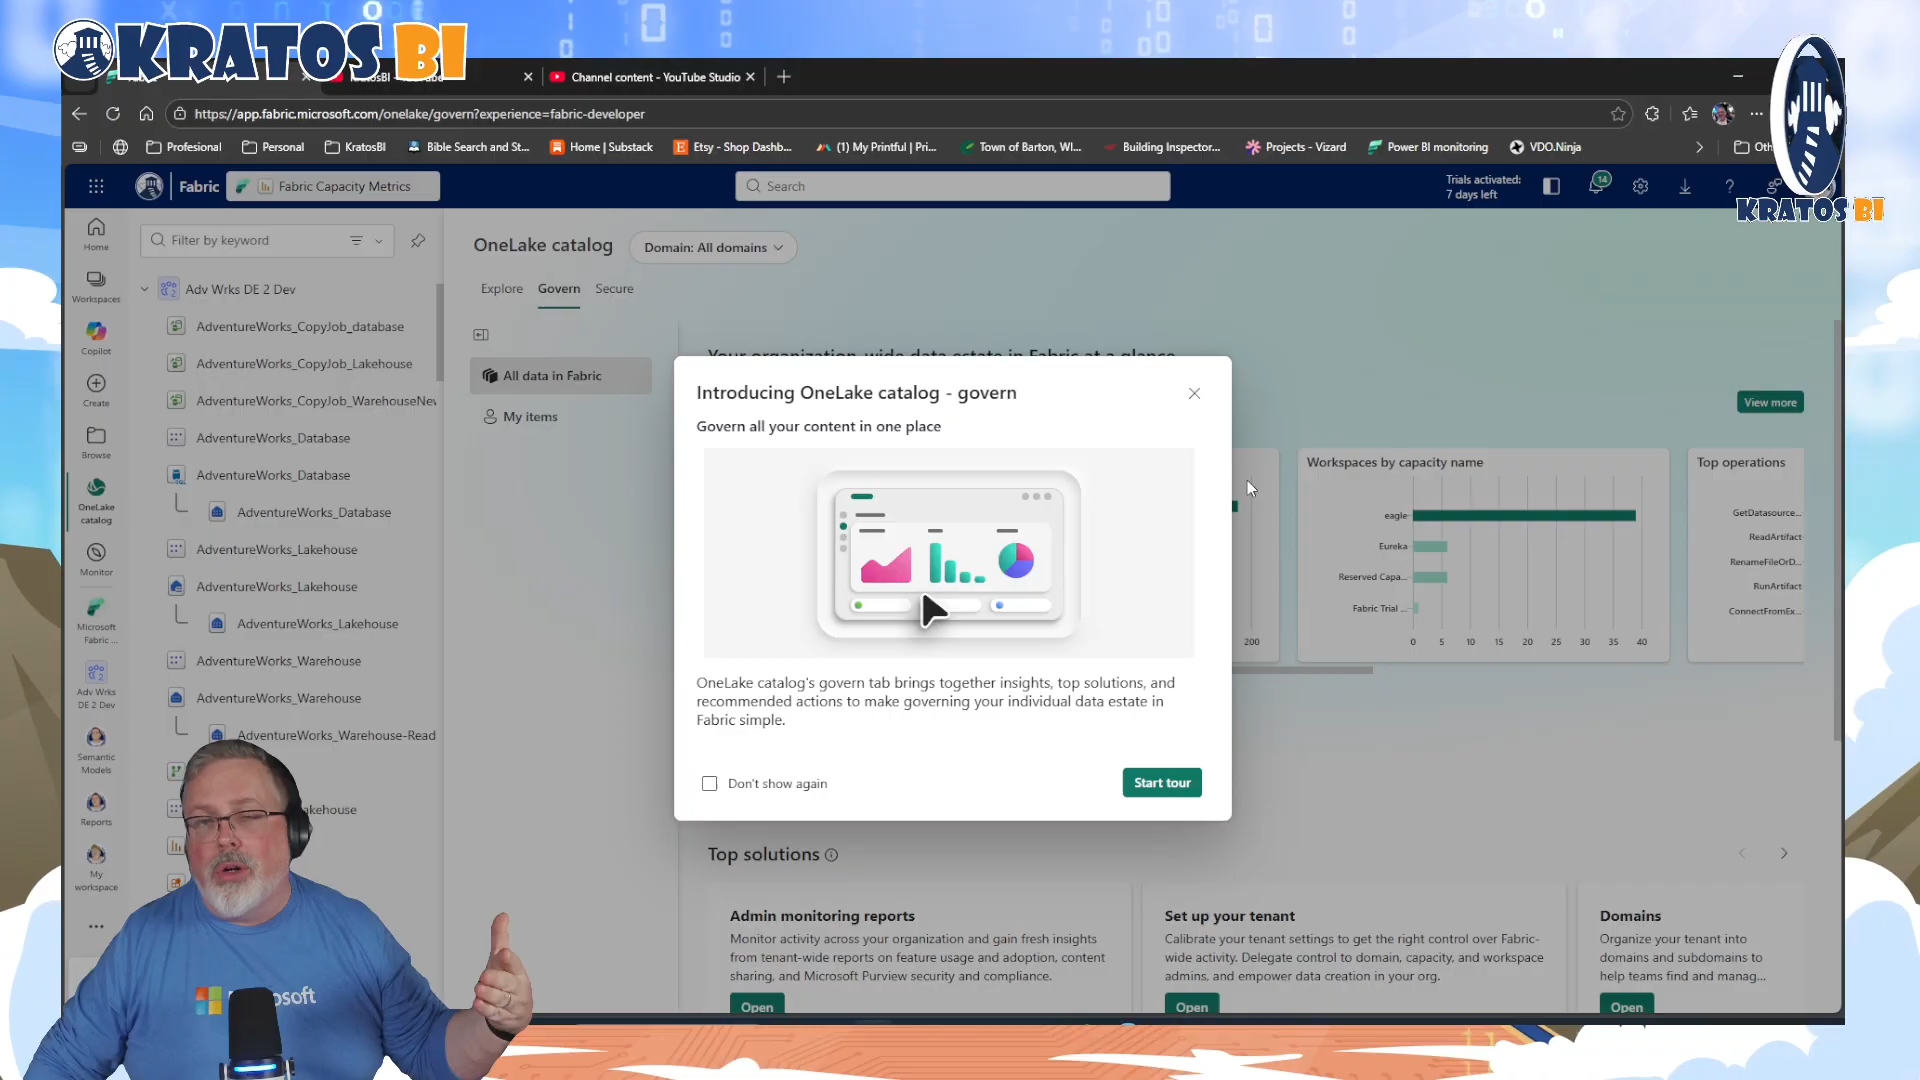 KRATOS BI
Channel content - YouTube Studio
https://app.fabric.microsoft.com/onelake/govern?experience=fabric-developer
Profesional
Personal
KratosBI
Bible Search and St...
Home | Substack
Etsy - Shop Dashb...
(1) My Printful | Pri...
Town of Barton, WI...
Building Inspector...
Projects - Vizard
Power BI monitoring
VDO.Ninja
KRATOS BI
Fabric
Fabric Capacity Metrics
Search
Trials activated:
7 days left
14
Home
Workspaces
Copilot
Create
Browse
OneLake
catalog
Monitor
Microsoft
Fabric ...
Adv Wrks
DE 2 Dev
Semantic
Models
Reports
My
workspace
Filter by keyword
Adv Wrks DE 2 Dev
AdventureWorks_CopyJob_database
AdventureWorks_CopyJob_Lakehouse
AdventureWorks_CopyJob_WarehouseNew
AdventureWorks_Database
AdventureWorks_Database
AdventureWorks_Database
AdventureWorks_Lakehouse
AdventureWorks_Lakehouse
AdventureWorks_Lakehouse
AdventureWorks_Warehouse
AdventureWorks_Warehouse
AdventureWorks_Warehouse-Read
OneLake catalog
Domain: All domains
Explore
Govern
Secure
All data in Fabric
My items
Your organization-wide data estate in Fabric at a glance
View more
Introducing OneLake catalog - govern
Govern all your content in one place
OneLake catalog's govern tab brings together insights, top solutions, and
recommended actions to make governing your individual data estate in
Fabric simple.
Don't show again
Start tour
200
Workspaces by capacity name
eagle
Eureka
Reserved Capa...
Fabric Trial ...
0 5 10 15 20 25 30 35 40
Top operations
GetDatasource...
ReadArtifact
RenameFileOrD...
RunArtifact
ConnectFromEx...
Top solutions
Admin monitoring reports
Monitor activity across your organization and gain fresh insights
from tenant-wide reports on feature usage and adoption, content
sharing, and Microsoft Purview security and compliance.
Open
Set up your tenant
Calibrate your tenant settings to get the right control over Fabric-
wide activity. Delegate control to domain, capacity, and workspace
admins, and empower data creation in your org.
Open
Domains
Organize your tenant into
domains and subdomains to
help teams find and manag...
Open